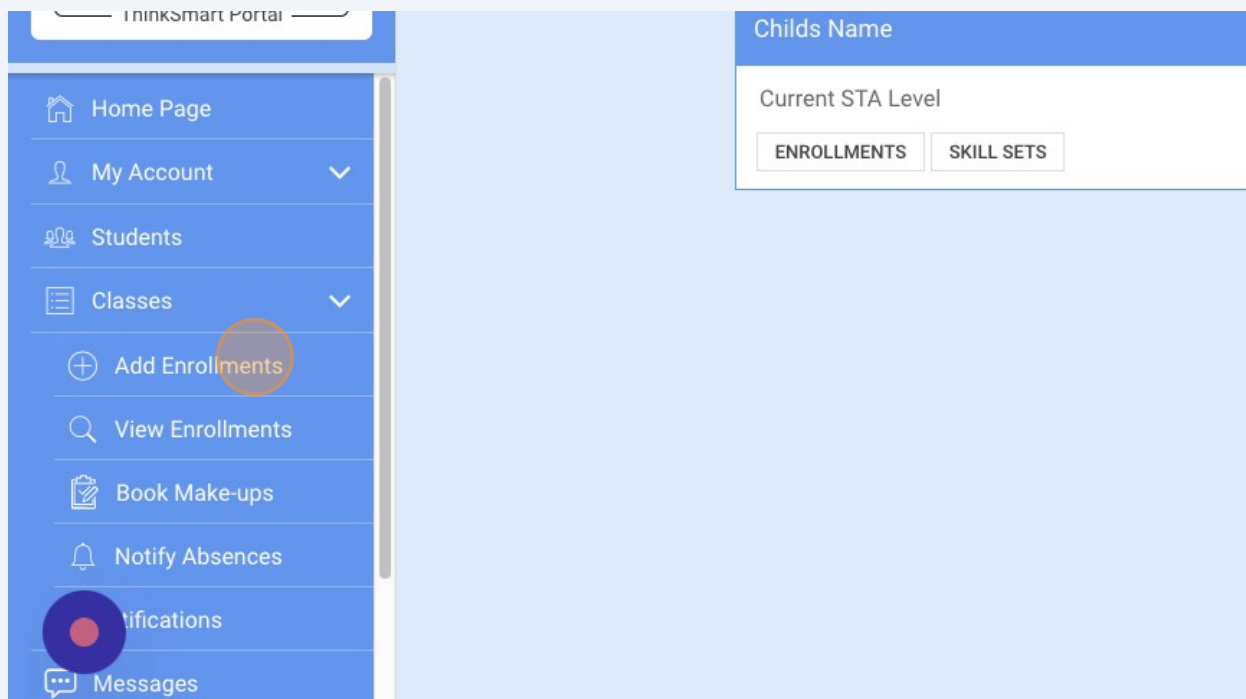 ThinkSmart Portal
Home Page
My Account
Students
Classes
Add Enrollments
View Enrollments
Book Make-ups
Notify Absences
tifications
Messages
Childs Name
Current STA Level
ENROLLMENTS SKILL SETS